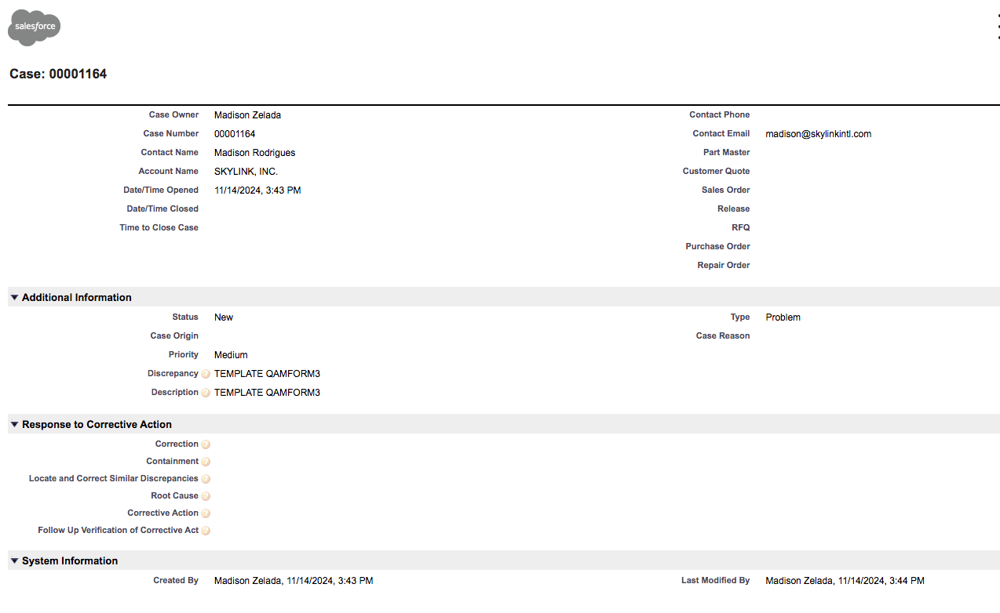 salesforce
Case: 00001164
Case Owner Madison Zelada Contact Phone
Case Number 00001164 Contact Email madison@skylinkintl.com
Contact Name Madison Rodrigues Part Master
Account Name SKYLINK, INC. Customer Quote
Date/Time Opened 11/14/2024, 3:43 PM Sales Order
Date/Time Closed Release
Time to Close Case RFQ
Purchase Order
Repair Order
Additional Information
Status New Type Problem
Case Origin Case Reason
Priority Medium
Discrepancy ? TEMPLATE QAMFORM3
Description ? TEMPLATE QAMFORM3
Response to Corrective Action
Correction ?
Containment ?
Locate and Correct Similar Discrepancies ?
Root Cause ?
Corrective Action ?
Follow Up Verification of Corrective Act ?
System Information
Created By Madison Zelada, 11/14/2024, 3:43 PM Last Modified By Madison Zelada, 11/14/2024, 3:44 PM